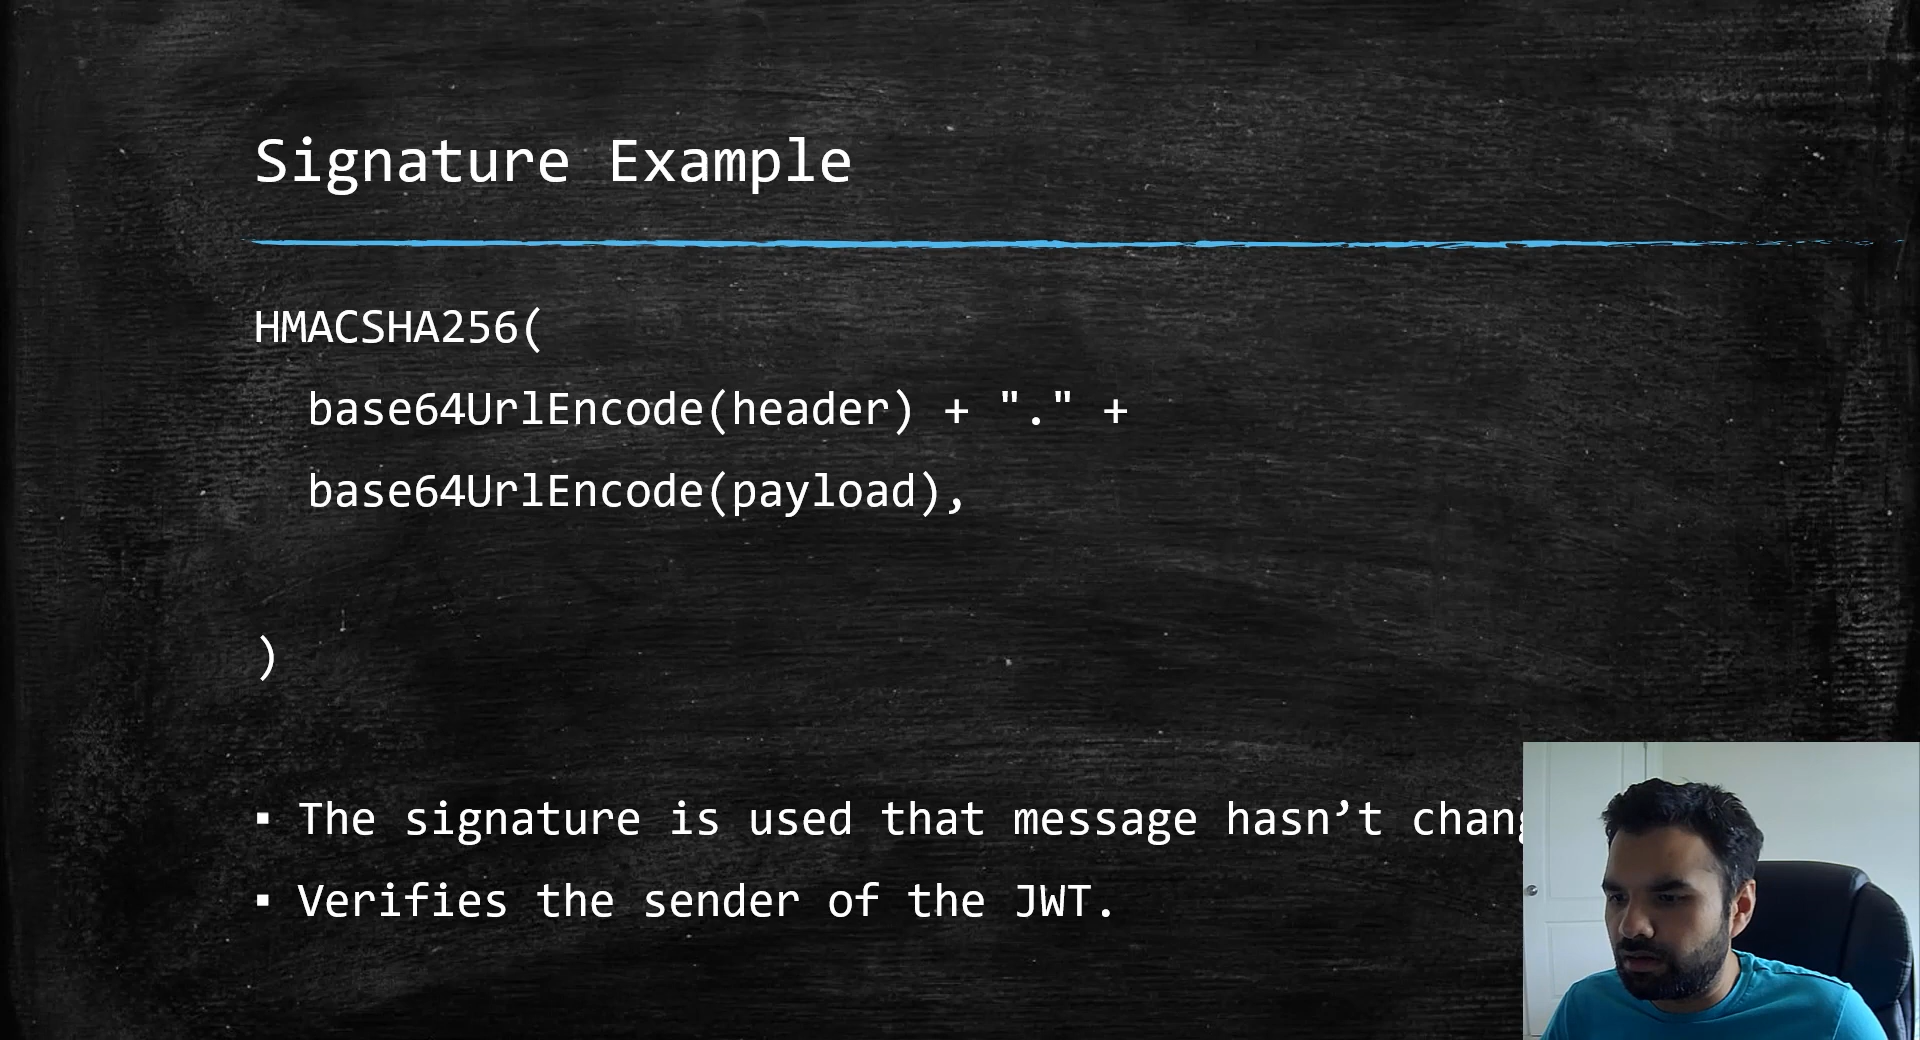 Signature Example
HMACSHA256(
base64UrlEncode(header) + "." +
base64UrlEncode(payload),
)
▪ The signature is used that message hasn’t
▪ Verifies the sender of the JWT.